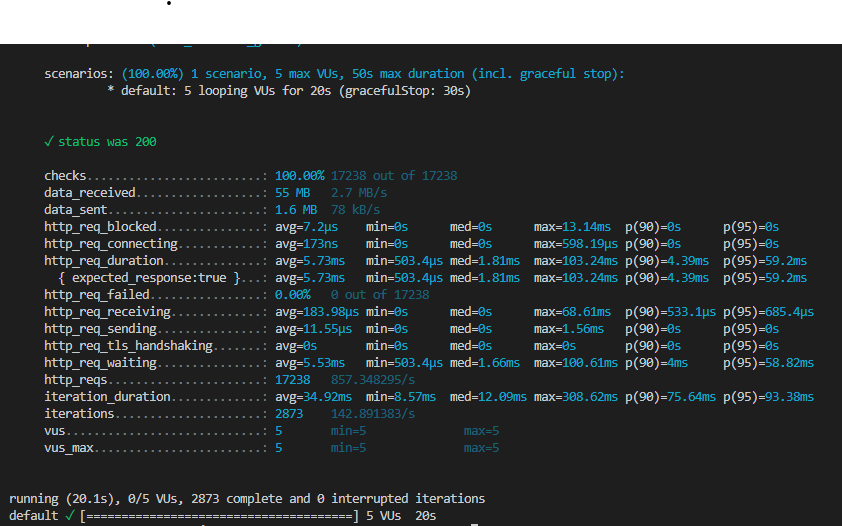 scenarios: (100.00%) 1 scenario, 5 max VUs, 50s max duration (incl. graceful stop):
* default: 5 looping VUs for 20s (gracefulStop: 30s)
✓ status was 200
checks.........................: 100.00% 17238 out of 17238
data_received..................: 55 MB 2.7 MB/s
data_sent......................: 1.6 MB 78 kB/s
http_req_blocked...............: avg=7.2µs min=0s med=0s max=13.14ms p(90)=0s p(95)=0s
http_req_connecting............: avg=173ns min=0s med=0s max=598.19µs p(90)=0s p(95)=0s
http_req_duration..............: avg=5.73ms min=503.4µs med=1.81ms max=103.24ms p(90)=4.39ms p(95)=59.2ms
{ expected_response:true }...: avg=5.73ms min=503.4µs med=1.81ms max=103.24ms p(90)=4.39ms p(95)=59.2ms
http_req_failed................: 0.00% 0 out of 17238
http_req_receiving.............: avg=183.98µs min=0s med=0s max=68.61ms p(90)=533.1µs p(95)=685.4µs
http_req_sending...............: avg=11.55µs min=0s med=0s max=1.56ms p(90)=0s p(95)=0s
http_req_tls_handshaking.......: avg=0s min=0s med=0s max=0s p(90)=0s p(95)=0s
http_req_waiting...............: avg=5.53ms min=503.4µs med=1.66ms max=100.61ms p(90)=4ms p(95)=58.82ms
http_reqs......................: 17238 857.348295/s
iteration_duration.............: avg=34.92ms min=8.57ms med=12.09ms max=308.62ms p(90)=75.64ms p(95)=93.38ms
iterations.....................: 2873 142.891383/s
vus............................: 5 min=5 max=5
vus_max........................: 5 min=5 max=5
running (20.1s), 0/5 VUs, 2873 complete and 0 interrupted iterations
default ✓ [======================================] 5 VUs 20s